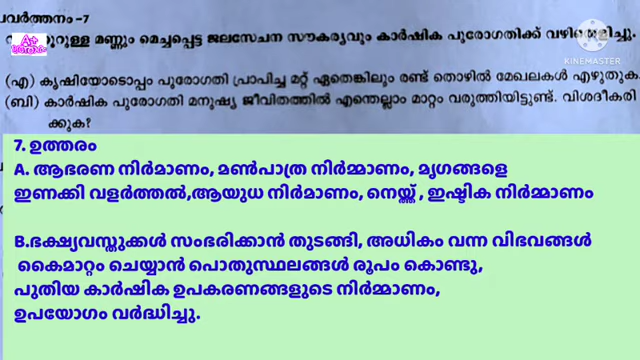 പ്രവർത്തനം -7
മണ്ണും മെച്ചപ്പെട്ട ജലസേചന സൗകര്യവും കാർഷിക പുരോഗതിക്ക് വഴിതെളിച്ചു.
(എ) കൃഷിയോടൊപ്പം പുരോഗതി പ്രാപിച്ച മറ്റ് ഏതെങ്കിലും രണ്ട് തൊഴിൽ മേഖലകൾ എഴുതുക
(ബി) കാർഷിക പുരോഗതി മനുഷ്യ ജീവിതത്തിൽ എന്തെല്ലാം മാറ്റം വരുത്തിയിട്ടുണ്ട്. വിശദീകരി
ക്കുക?
A+
KINEMASTER
7. ഉത്തരം
A. ആഭരണ നിർമാണം, മൺപാത്ര നിർമ്മാണം, മൃഗങ്ങളെ
ഇണക്കി വളർത്തൽ,ആയുധ നിർമാണം, നെയ്ത്ത് , ഇഷ്ടിക നിർമ്മാണം
B.ഭക്ഷ്യവസ്തുക്കൾ സംഭരിക്കാൻ തുടങ്ങി, അധികം വന്ന വിഭവങ്ങൾ
കൈമാറ്റം ചെയ്യാൻ പൊതുസ്ഥലങ്ങൾ രൂപം കൊണ്ടു,
പുതിയ കാർഷിക ഉപകരണങ്ങളുടെ നിർമ്മാണം,
ഉപയോഗം വർദ്ധിച്ചു.